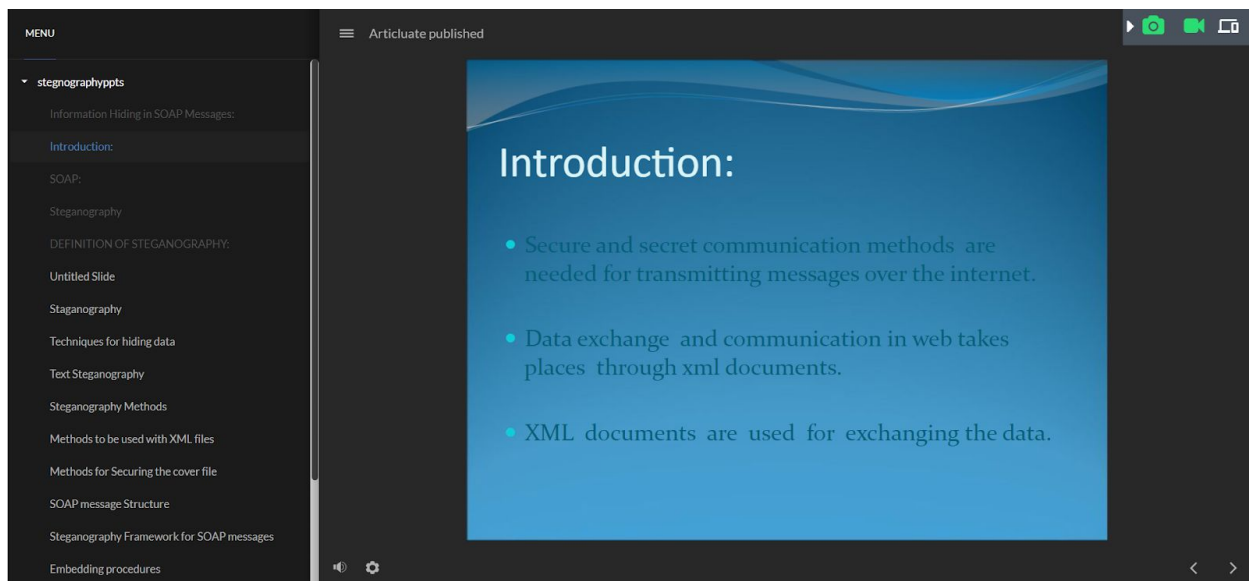 MENU
stegnographyppts
Information Hiding in SOAP Messages:
Introduction:
SOAP:
Steganography
DEFINITION OF STEGANOGRAPHY:
Untitled Slide
Staganography
Techniques for hiding data
Text Steganography
Steganography Methods
Methods to be used with XML files
Methods for Securing the cover file
SOAP message Structure
Steganography Framework for SOAP messages
Embedding procedures
Articluate published
Introduction:
Secure and secret communication methods are
needed for transmitting messages over the internet.
Data exchange and communication in web takes
places through xml documents.
XML documents are used for exchanging the data.